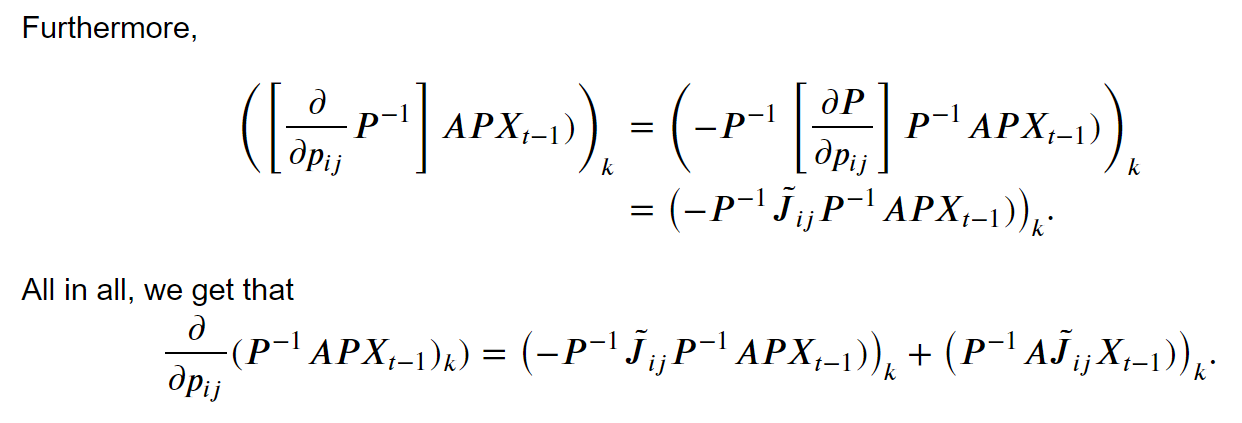 Furthermore,
\left(\left[\frac{\partial}{\partial p_{ij}} P^{-1}\right] APX_{t-1})\right)_k = \left(-P^{-1}\left[\frac{\partial P}{\partial p_{ij}}\right] P^{-1} APX_{t-1})\right)_k
= \left(-P^{-1}\tilde{J}_{ij}P^{-1} APX_{t-1})\right)_k.
All in all, we get that
\frac{\partial}{\partial p_{ij}}(P^{-1} APX_{t-1})_k) = \left(-P^{-1}\tilde{J}_{ij}P^{-1} APX_{t-1})\right)_k + \left(P^{-1} A\tilde{J}_{ij}X_{t-1})\right)_k.